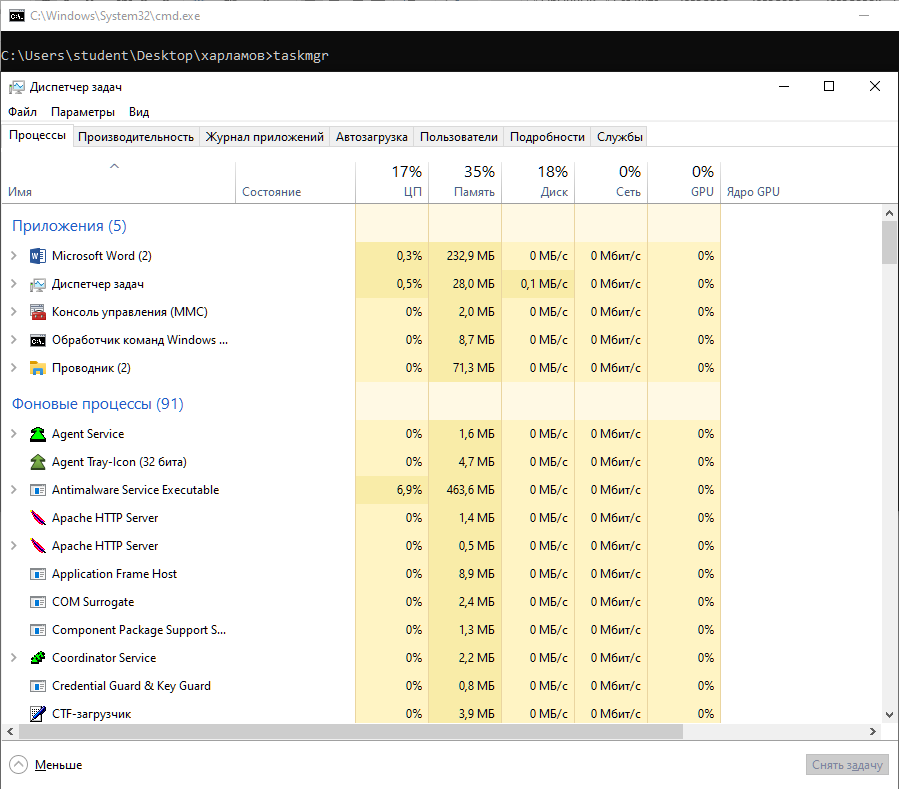 C:\Windows\System32\cmd.exe
C:\Users\student\Desktop\харламов>taskmgr
Диспетчер задач
Файл Параметры Вид
Процессы Производительность Журнал приложений Автозагрузка Пользователи Подробности Службы
17% 35% 18% 0% 0%
Имя Состояние ЦП Память Диск Сеть GPU Ядро GPU
Приложения (5)
Microsoft Word (2) 0,3% 232,9 МБ 0 МБ/с 0 Мбит/с 0%
Диспетчер задач 0,5% 28,0 МБ 0,1 МБ/с 0 Мбит/с 0%
Консоль управления (MMC) 0% 2,0 МБ 0 МБ/с 0 Мбит/с 0%
Обработчик команд Windows ... 0% 8,7 МБ 0 МБ/с 0 Мбит/с 0%
Проводник (2) 0% 71,3 МБ 0 МБ/с 0 Мбит/с 0%
Фоновые процессы (91)
Agent Service 0% 1,6 МБ 0 МБ/с 0 Мбит/с 0%
Agent Tray-Icon (32 бита) 0% 4,7 МБ 0 МБ/с 0 Мбит/с 0%
Antimalware Service Executable 6,9% 463,6 МБ 0 МБ/с 0 Мбит/с 0%
Apache HTTP Server 0% 1,4 МБ 0 МБ/с 0 Мбит/с 0%
Apache HTTP Server 0% 0,5 МБ 0 МБ/с 0 Мбит/с 0%
Application Frame Host 0% 8,9 МБ 0 МБ/с 0 Мбит/с 0%
COM Surrogate 0% 2,4 МБ 0 МБ/с 0 Мбит/с 0%
Component Package Support S... 0% 1,3 МБ 0 МБ/с 0 Мбит/с 0%
Coordinator Service 0% 2,2 МБ 0 МБ/с 0 Мбит/с 0%
Credential Guard & Key Guard 0% 0,8 МБ 0 МБ/с 0 Мбит/с 0%
CTF-загрузчик 0% 3,9 МБ 0 МБ/с 0 Мбит/с 0%
Меньше Снять задачу